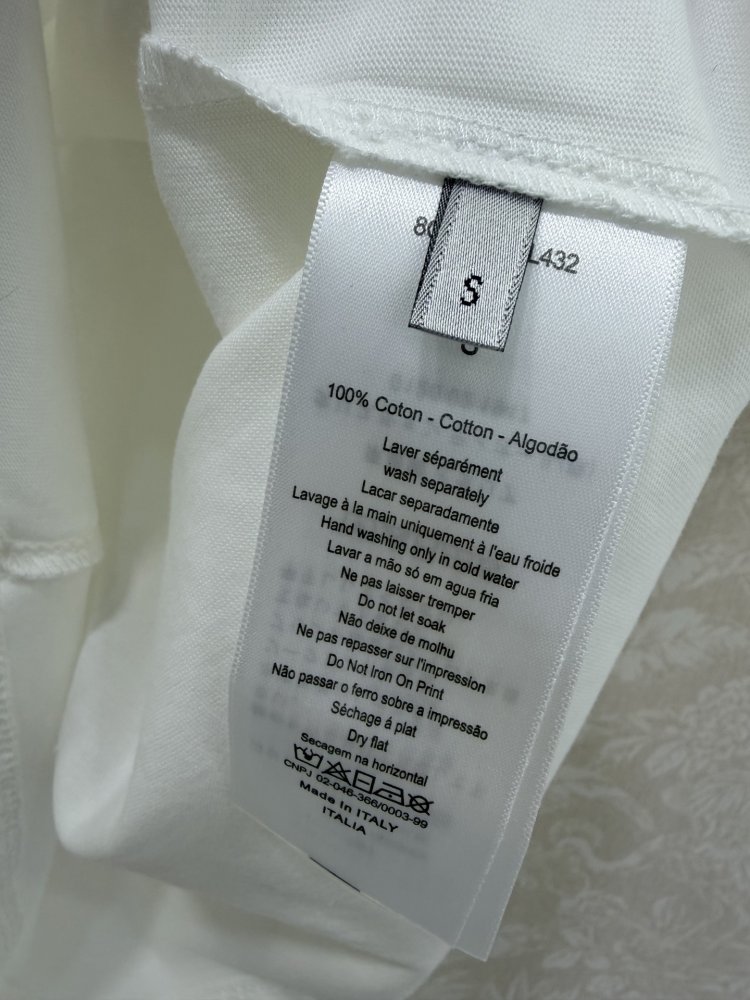 L432
S
100% Coton - Cotton - Algodão
Laver séparément
wash separately
Lacar separadamente
Lavage à la main uniquement à l'eau froide
Hand washing only in cold water
Lavar a mão só em agua fria
Ne pas laisser tremper
Do not let soak
Não deixe de molhu
Ne pas repasser sur l'impression
Do Not Iron On Print
Não passar o ferro sobre a impressão
Séchage á plat
Dry flat
Secagem na horizontal
CNPJ 02-046-366/0003-99
Made in ITALY
ITALIA